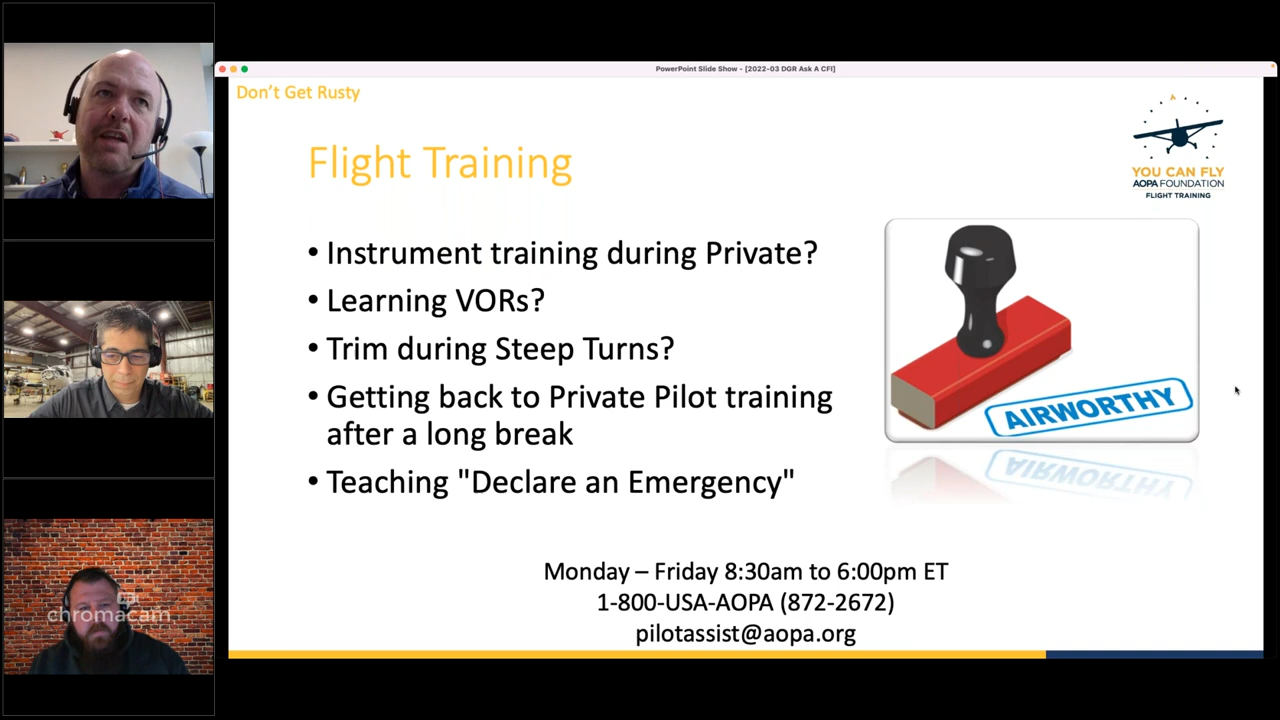 PowerPoint Slide Show - [2022-03 DGR Ask A CFI]
Don't Get Rusty
YOU CAN FLY
AOPA FOUNDATION
FLIGHT TRAINING
Flight Training
• Instrument training during Private?
• Learning VORs?
• Trim during Steep Turns?
• Getting back to Private Pilot training
after a long break
• Teaching "Declare an Emergency"
AIRWORTHY
Monday – Friday 8:30am to 6:00pm ET
1-800-USA-AOPA (872-2672)
pilotassist@aopa.org
chromacam